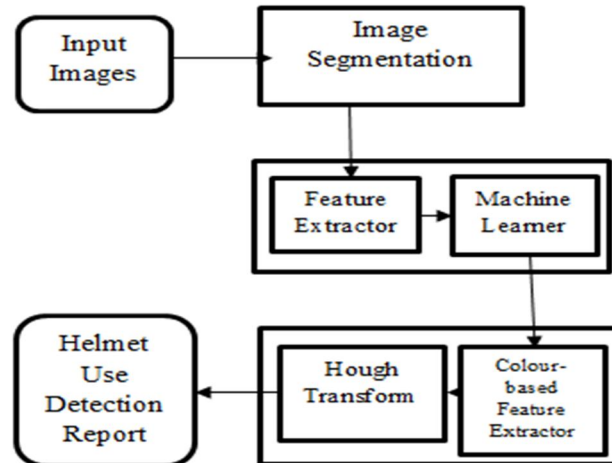 Input
Images
Image
Segmentation
Feature
Extractor
Machine
Learner
Colour-
based
Feature
Extractor
Hough
Transform
Helmet
Use
Detection
Report